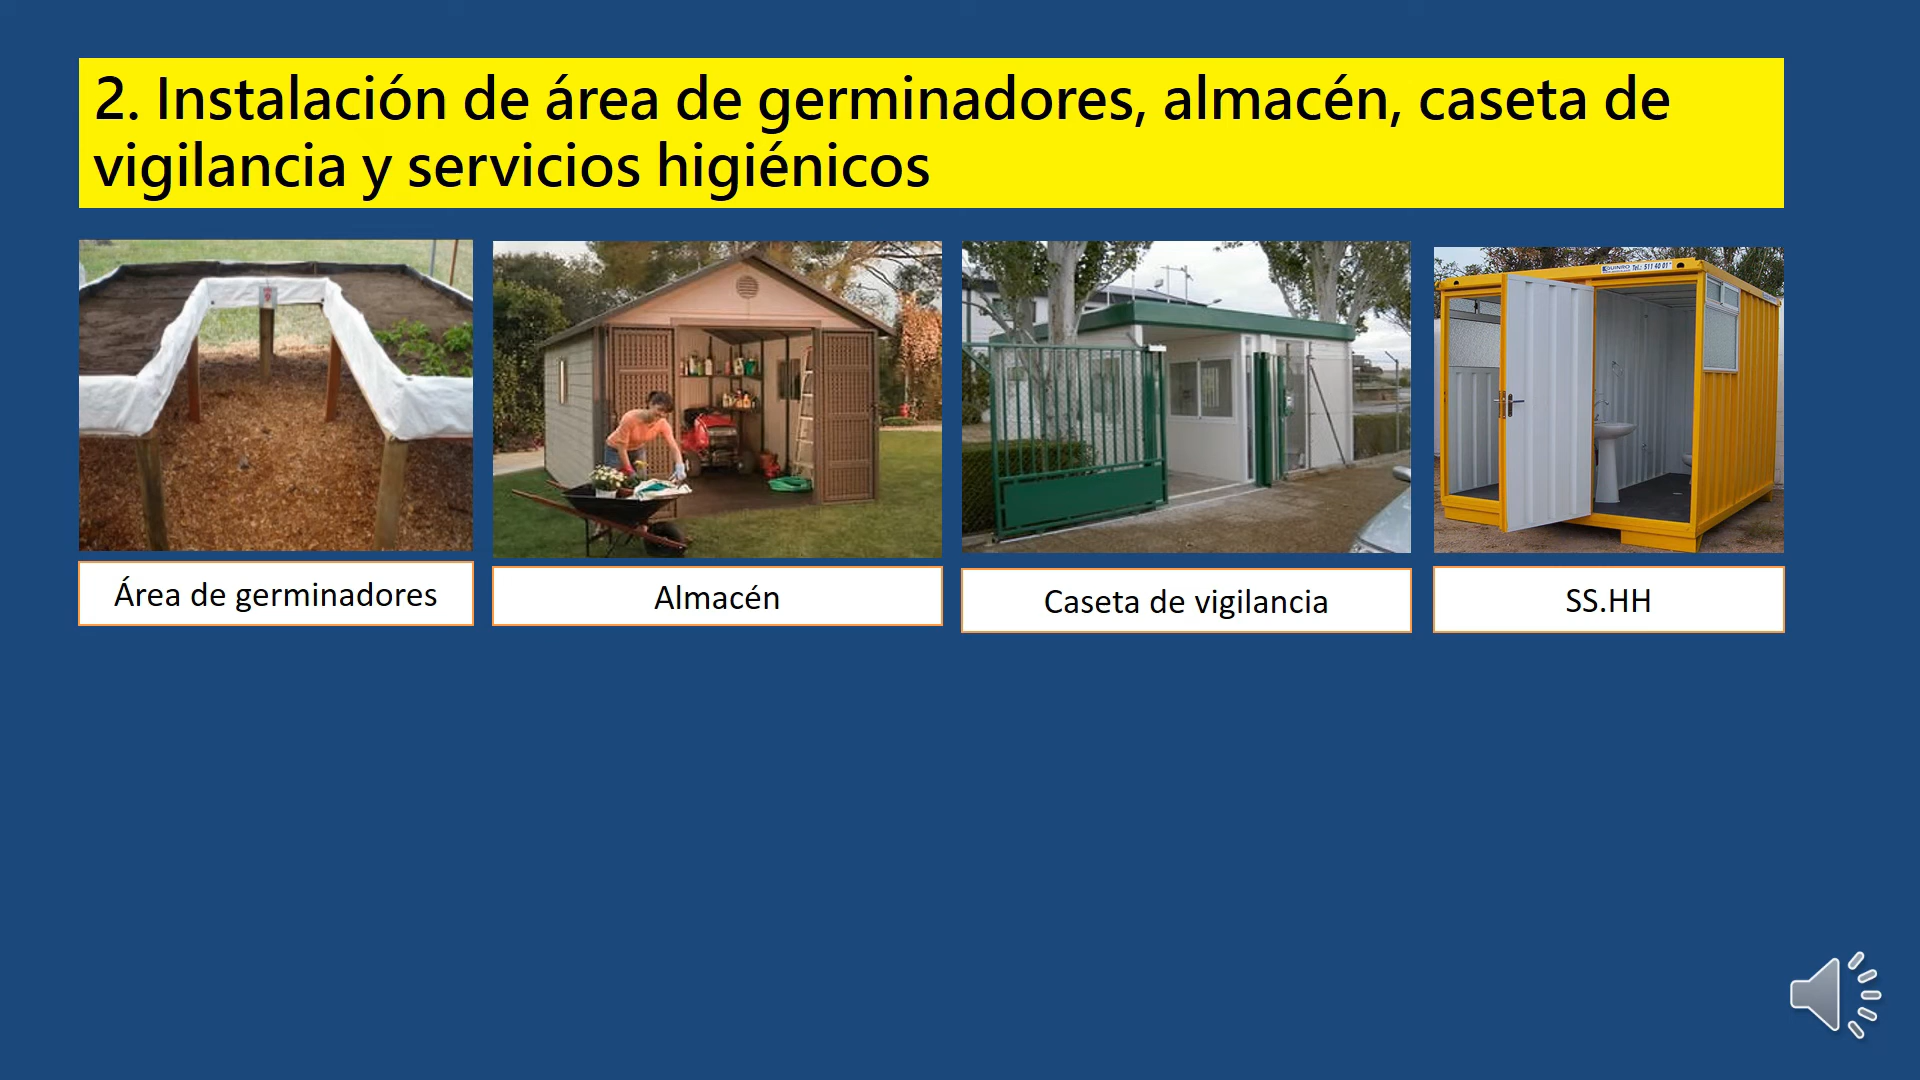 2. Instalación de área de germinadores, almacén, caseta de
vigilancia y servicios higiénicos
Área de germinadores
Almacén
Caseta de vigilancia
SS.HH